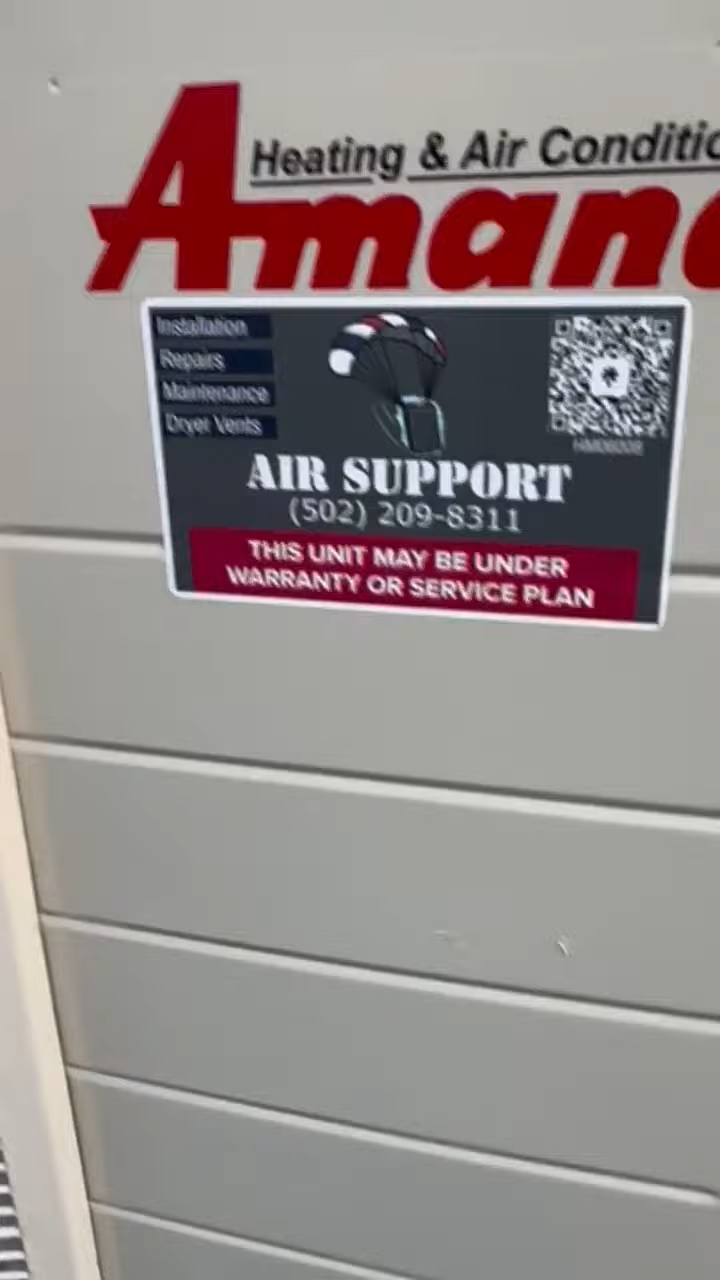 Heating & Air Conditio
Aman
Installation
Repairs
Maintenance
Dryer Vents
AIR SUPPORT
(502) 209-8311
THIS UNIT MAY BE UNDER
WARRANTY OR SERVICE PLAN